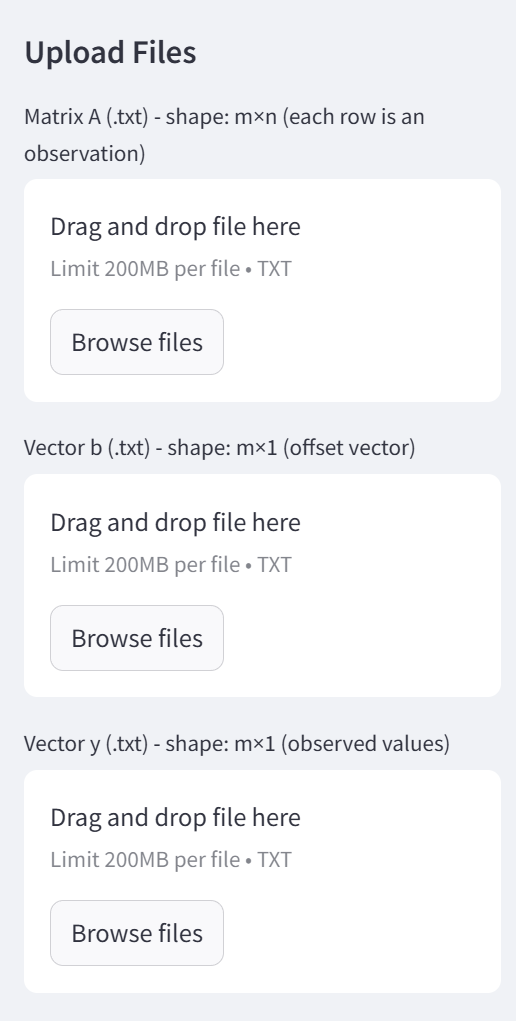 Upload Files
Matrix A (.txt) - shape: m×n (each row is an
observation)
Drag and drop file here
Limit 200MB per file • TXT
Browse files
Vector b (.txt) - shape: m×1 (offset vector)
Drag and drop file here
Limit 200MB per file • TXT
Browse files
Vector y (.txt) - shape: m×1 (observed values)
Drag and drop file here
Limit 200MB per file • TXT
Browse files